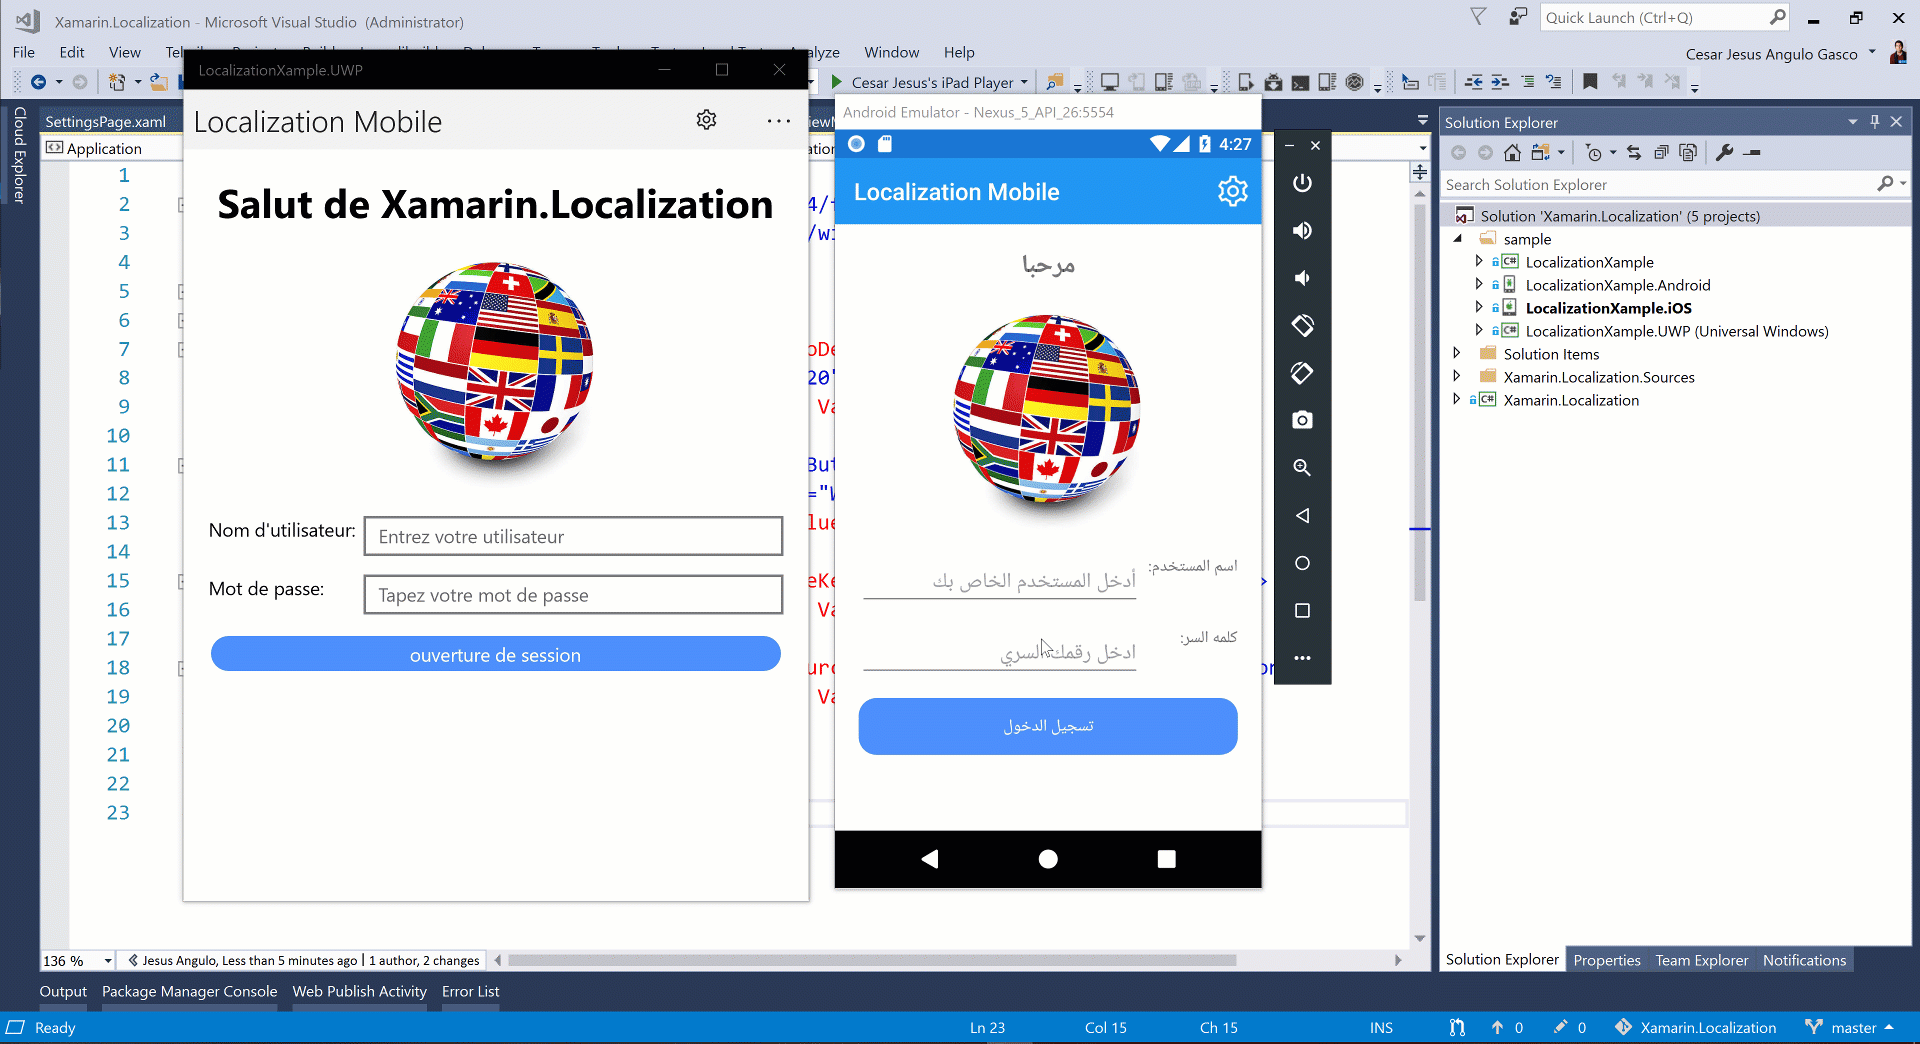 Xamarin.Localization - Microsoft Visual Studio (Administrator)
Quick Launch (Ctrl+Q)
File Edit View Window Help
Cesar Jesus Angulo Gasco
Cesar Jesus's iPad Player
Cloud Explorer
SettingsPage.xaml
Application
1
2
3
4
5
6
7
8
9
10
11
12
13
14
15
16
17
18
19
20
21
22
23
LocalizationXample.UWP
Localization Mobile
Salut de Xamarin.Localization
Nom d'utilisateur: Entrez votre utilisateur
Mot de passe: Tapez votre mot de passe
ouverture de session
Android Emulator - Nexus_5_API_26:5554
4:27
Localization Mobile
مرحبا
اسم المستخدم:
أدخل المستخدم الخاص بك
كلمه السر:
ادخل رقمك السري
تسجيل الدخول
Solution Explorer
Search Solution Explorer
Solution 'Xamarin.Localization' (5 projects)
sample
LocalizationXample
LocalizationXample.Android
LocalizationXample.iOS
LocalizationXample.UWP (Universal Windows)
Solution Items
Xamarin.Localization.Sources
Xamarin.Localization
Solution Explorer Properties Team Explorer Notifications
136 % Jesus Angulo, Less than 5 minutes ago | 1 author, 2 changes
Output Package Manager Console Web Publish Activity Error List
Ready Ln 23 Col 15 Ch 15 INS 0 0 Xamarin.Localization master